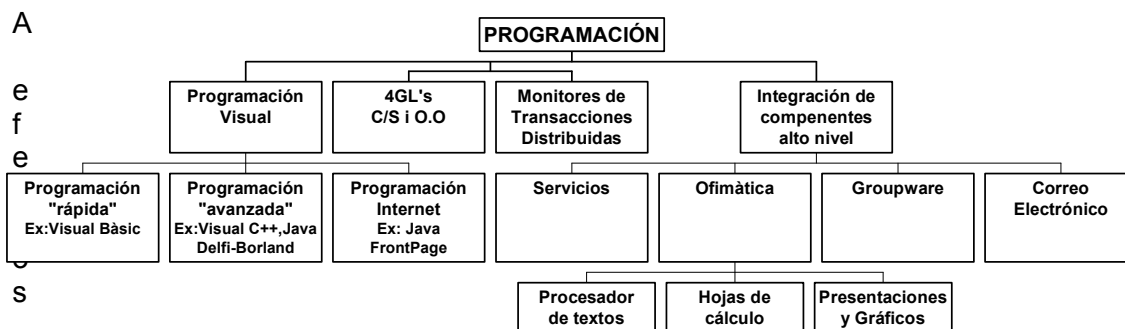 A
PROGRAMACIÓN
e
f
e
s
Programación
Visual
4GL's
C/S i O.O
Monitores de
Transacciones
Distribuidas
Integración de
compenentes
alto nivel
Programación
"rápida"
Ex:Visual Bàsic
Programación
"avanzada"
Ex:Visual C++,Java
Delfi-Borland
Programación
Internet
Ex: Java
FrontPage
Servicios
Ofimàtica
Groupware
Correo
Electrónico
Procesador
de textos
Hojas de
cálculo
Presentaciones
y Gráficos